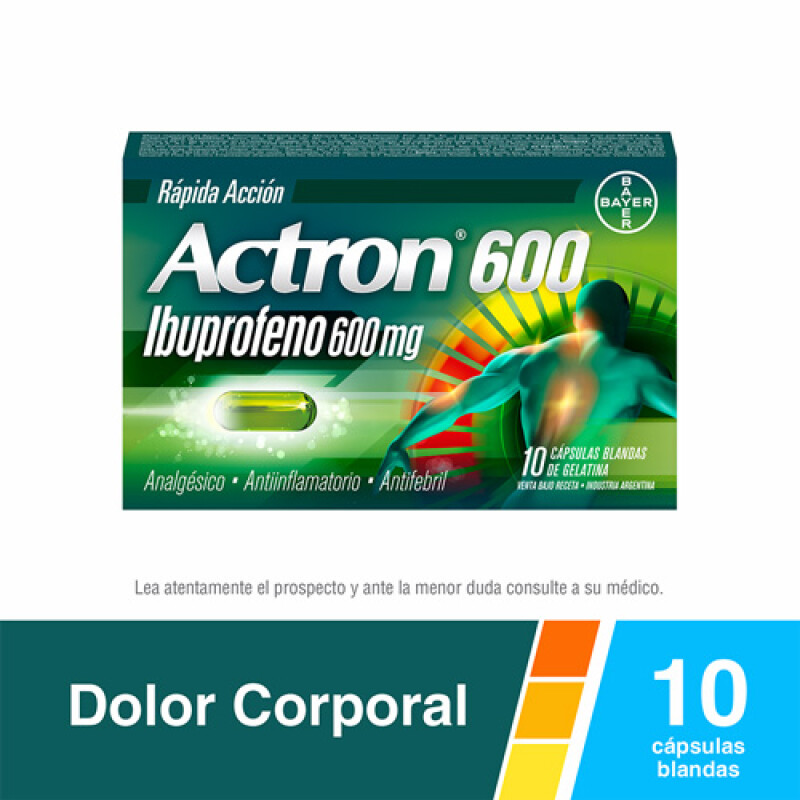 Rápida Acción
BAYER
BAYER
Actron® 600
Ibuprofeno 600 mg
10 CÁPSULAS BLANDAS
DE GELATINA
VENTA BAJO RECETA • INDUSTRIA ARGENTINA
Analgésico • Antiinflamatorio • Antifebril
Lea atentamente el prospecto y ante la menor duda consulte a su médico.
Dolor Corporal
10
cápsulas
blandas